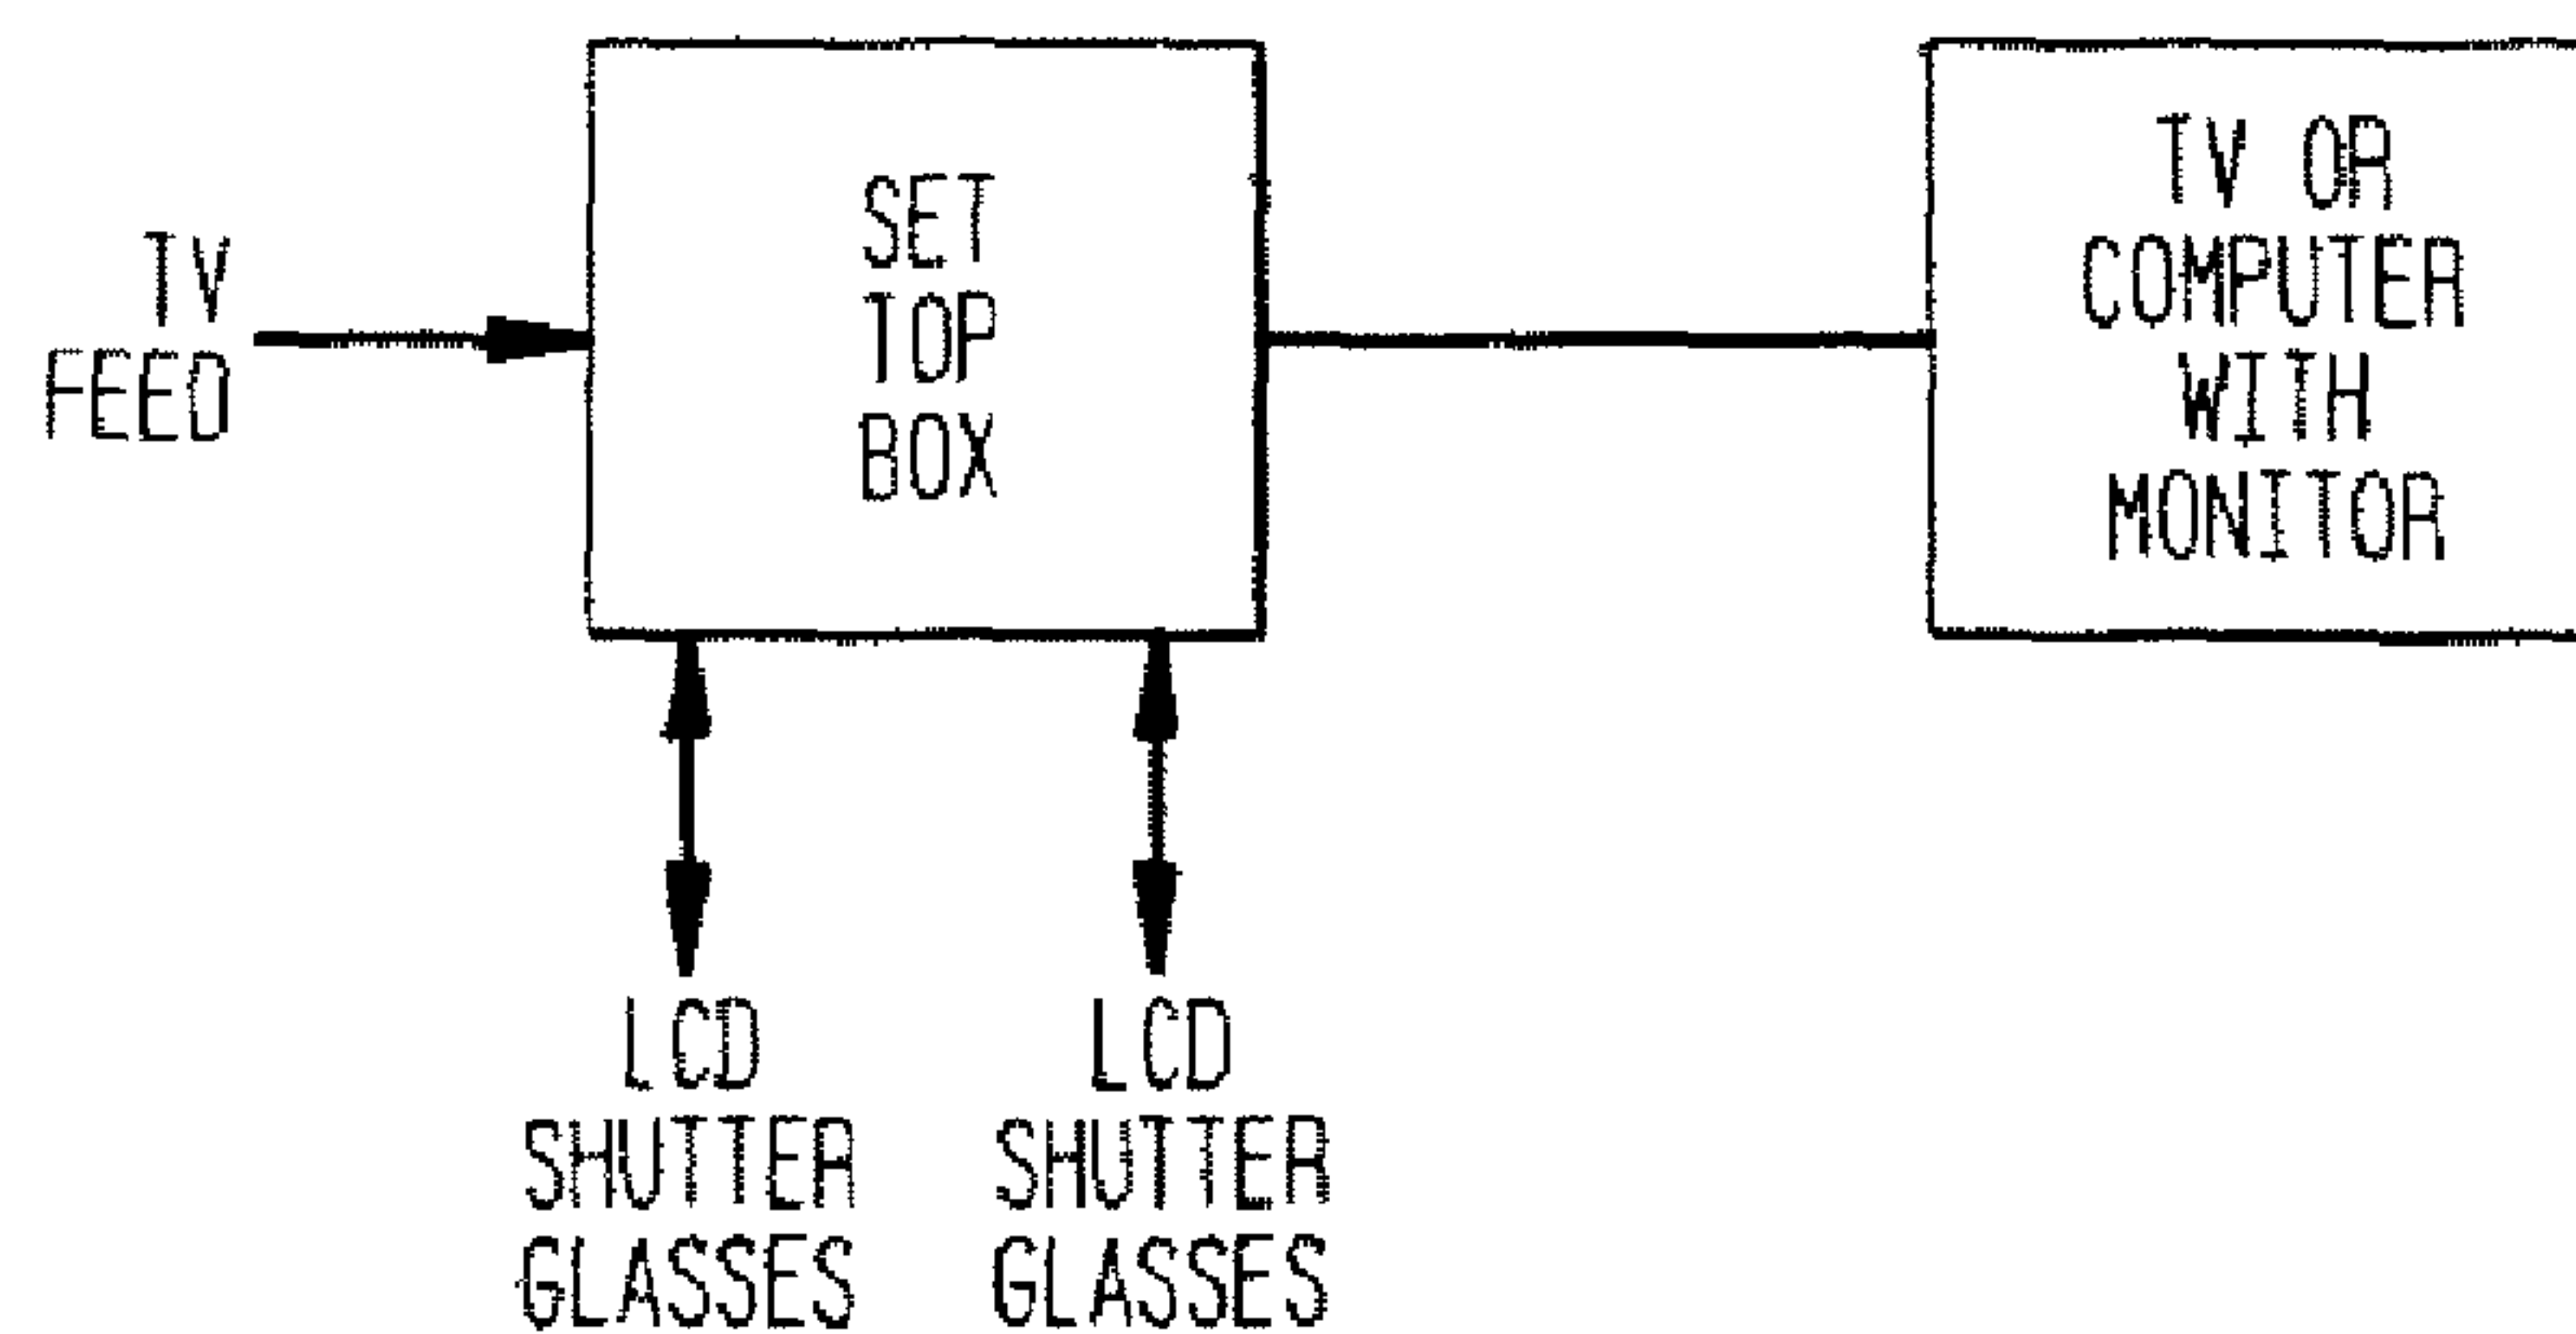 TV
FEED
SET
TOP
BOX
TV OR
COMPUTER
WITH
MONITOR
LCD
SHUTTER
GLASSES
LCD
SHUTTER
GLASSES